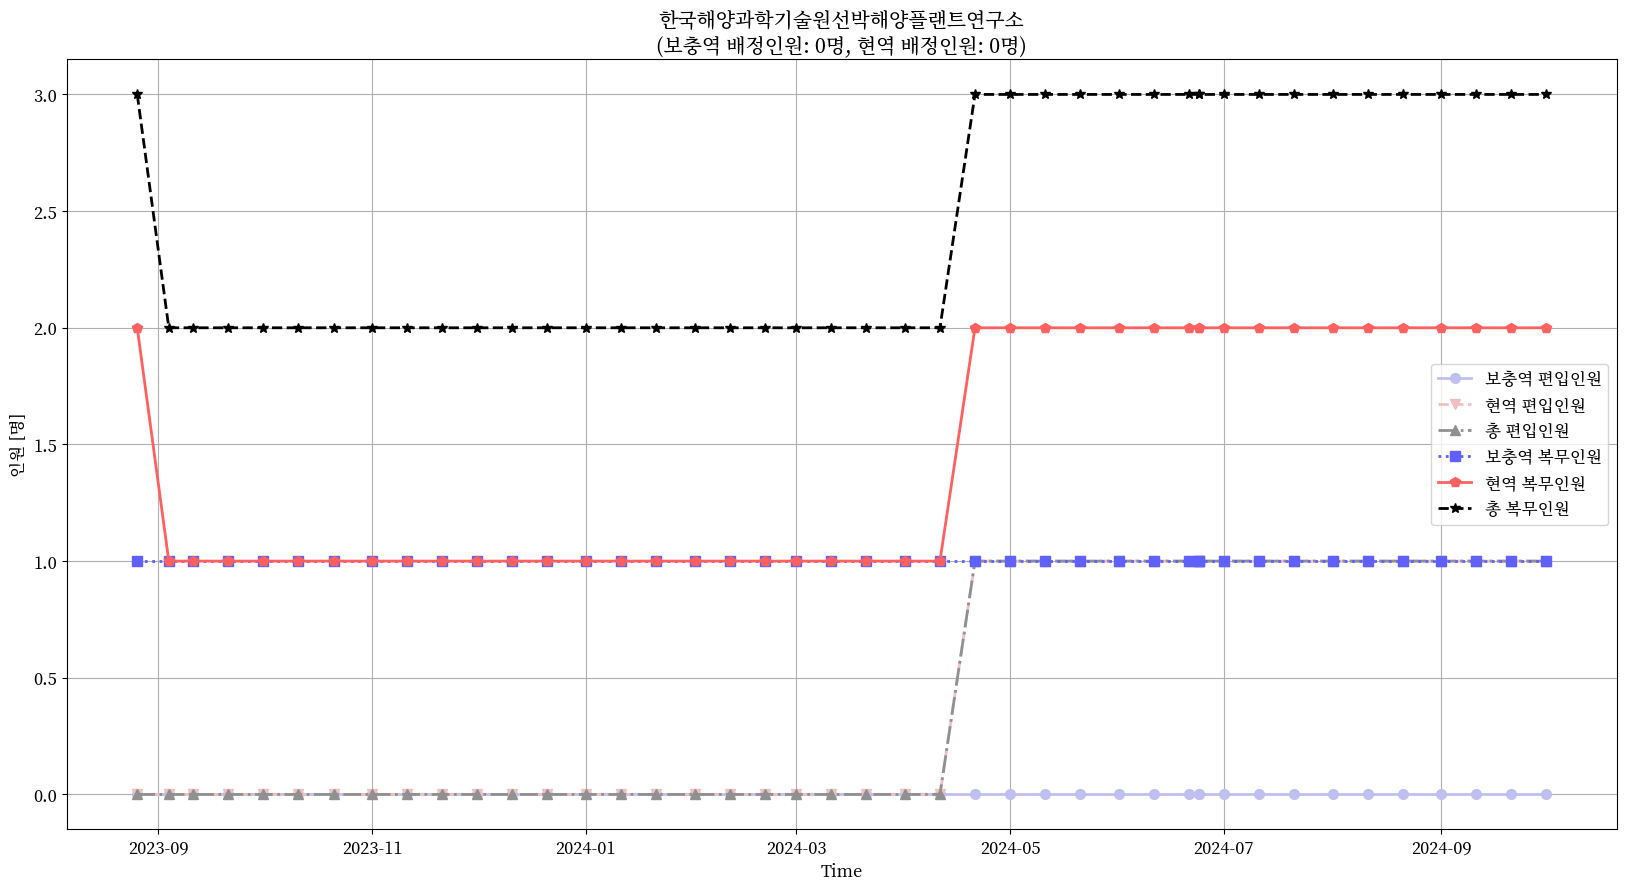 한국해양과학기술원선박해양플랜트연구소
(보충역 배정인원: 0명, 현역 배정인원: 0명)
3.0
2.5
2.0
1.5
1.0
0.5
0.0
인원 [명]
보충역 편입인원
현역 편입인원
총 편입인원
보충역 복무인원
현역 복무인원
총 복무인원
2023-09
2023-11
2024-01
2024-03
2024-05
2024-07
2024-09
Time